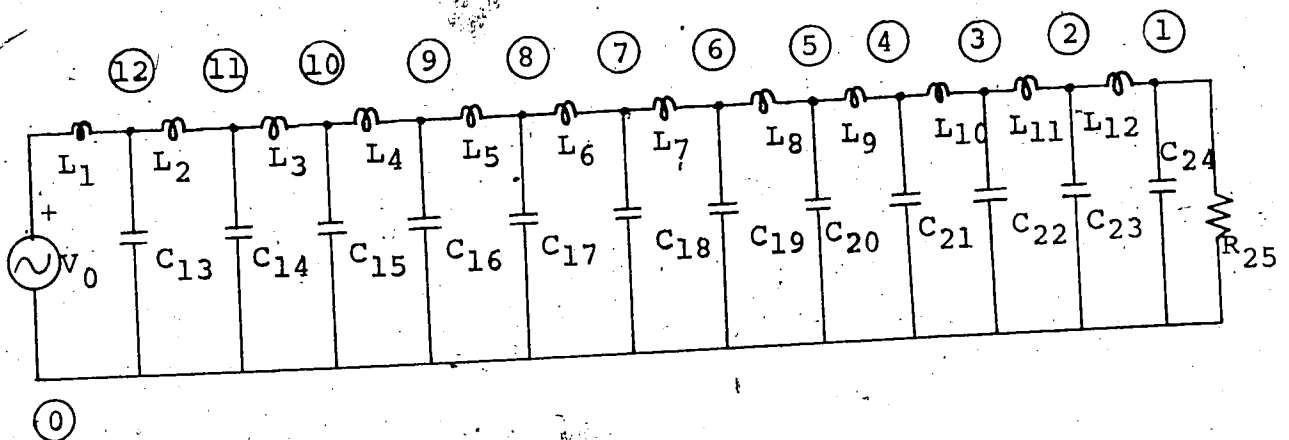 12 11 10 9 8 7 6 5 4 3 2 1
L1 L2 L3 L4 L5 L6 L7 L8 L9 L10 L11 L12
+
V0 C13 C14 C15 C16 C17 C18 C19 C20 C21 C22 C23 C24
R25
0